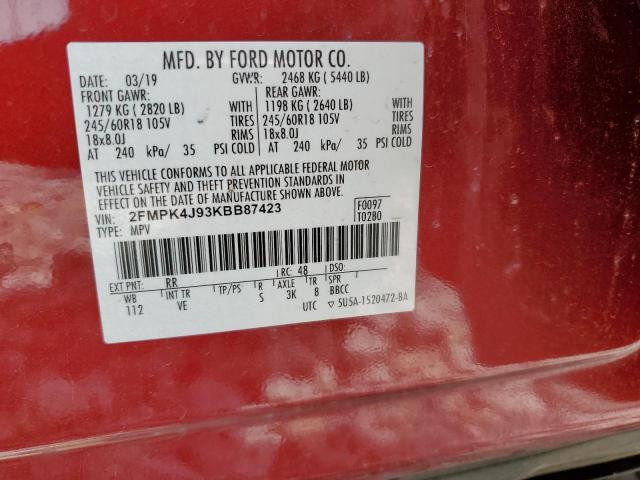 MFD. BY FORD MOTOR CO.
DATE: 03/19 GVWR: 2468 KG ( 5440 LB)
FRONT GAWR: REAR GAWR:
1279 KG ( 2820 LB) WITH 1198 KG ( 2640 LB) WITH
245/60R18 105V TIRES 245/60R18 105V TIRES
18x8.0J RIMS 18x8.0J RIMS
AT 240 kPa/ 35 PSI COLD AT 240 kPa/ 35 PSI COLD
THIS VEHICLE CONFORMS TO ALL APPLICABLE FEDERAL MOTOR
VEHICLE SAFETY AND THEFT PREVENTION STANDARDS IN
EFFECT ON THE DATE OF MANUFACTURE SHOWN ABOVE.
VIN: 2FMPK4J93KBB87423 F0097
TYPE: MPV T0280
EXT PNT: RR RC: 48 DSO:
WB INT TR TP/PS R AXLE TR SPR
112 VE S 3K 8 BBCC
UTC ▽ 5U5A-1520472-BA